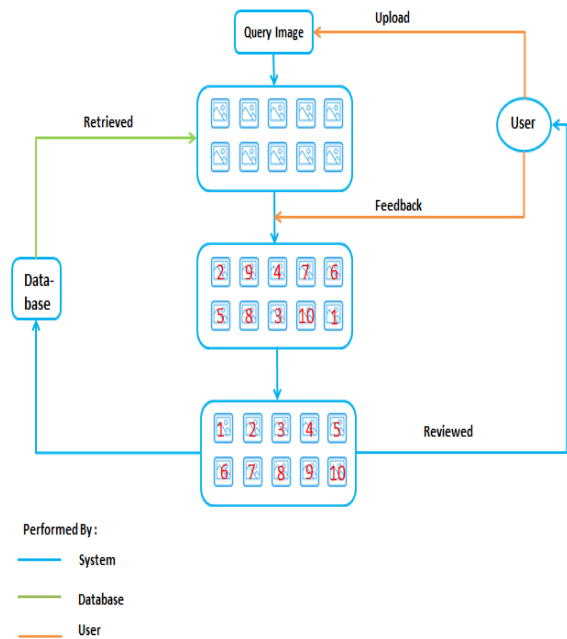 Upload
Query Image
Retrieved
User
Feedback
2 9 4 7 6
Data-
base
5 8 3 10 1
1 2 3 4 5
Reviewed
6 7 8 9 10
Performed By :
System
Database
User